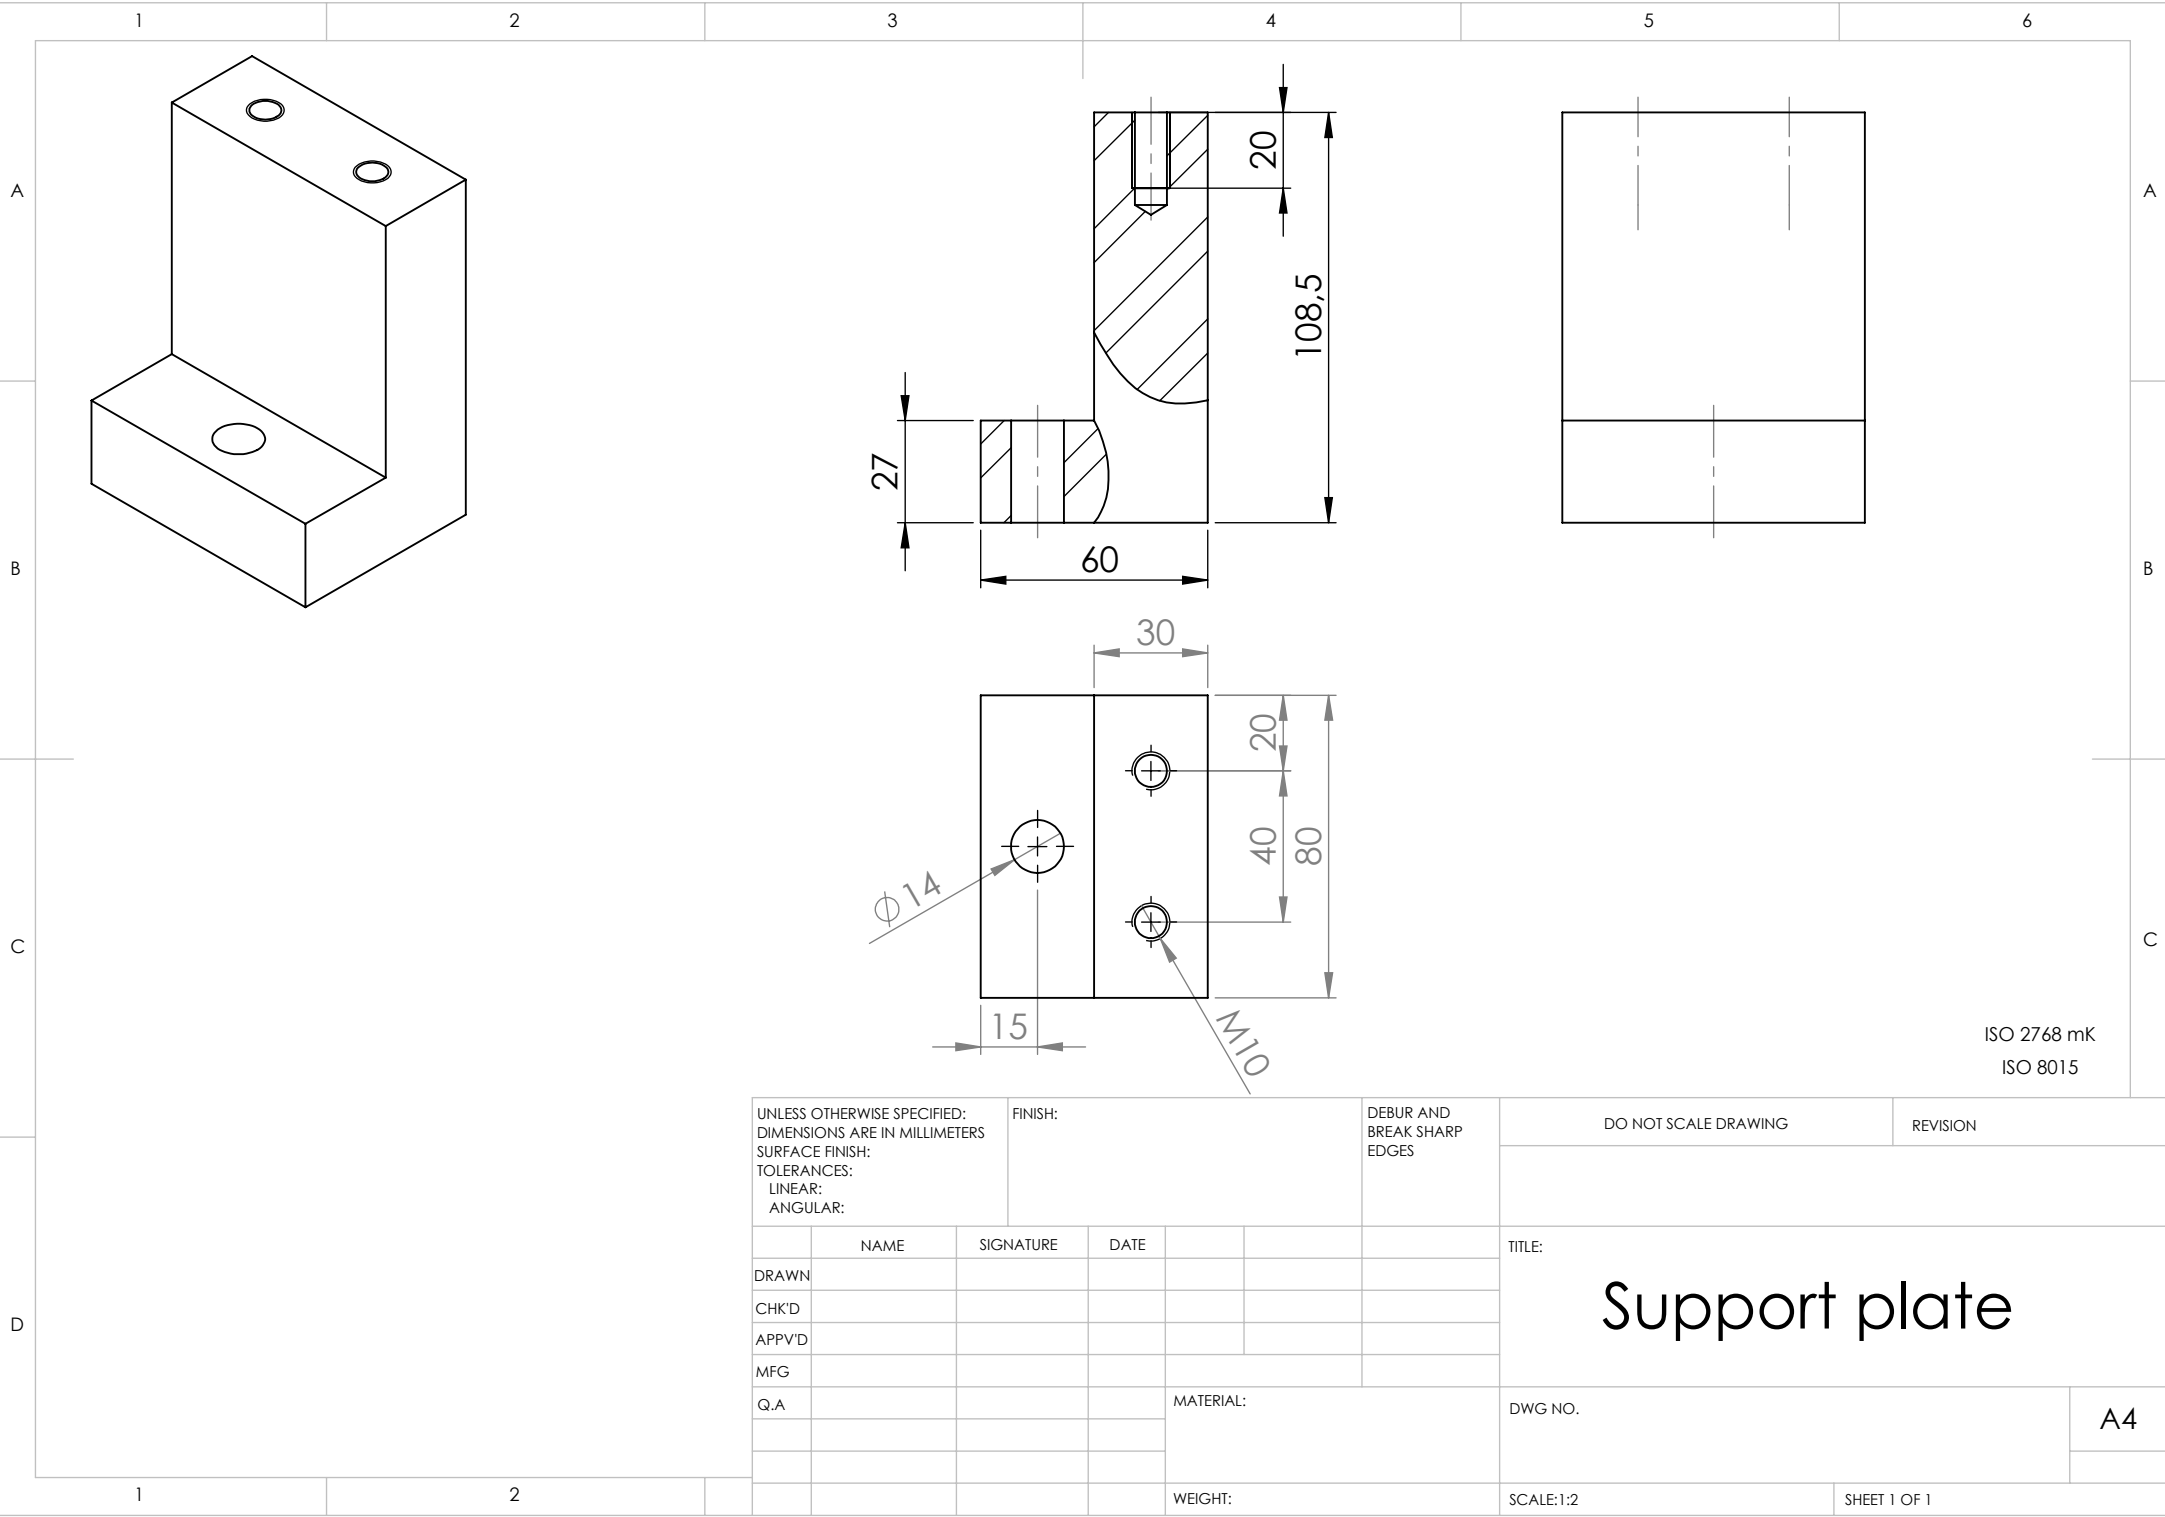 1 2 3 4 5 6
A A
20
108,5
27
60
B B
30
20
40
80
Φ14
15
M10
C C
ISO 2768 mK
ISO 8015
UNLESS OTHERWISE SPECIFIED:
DIMENSIONS ARE IN MILLIMETERS
SURFACE FINISH:
TOLERANCES:
LINEAR:
ANGULAR:
FINISH:
DEBUR AND
BREAK SHARP
EDGES
DO NOT SCALE DRAWING
REVISION
NAME SIGNATURE DATE
DRAWN
CHK'D
APPV'D
MFG
Q.A
TITLE:
Support plate
D
MATERIAL:
DWG NO.
A4
1 2
WEIGHT:
SCALE:1:2
SHEET 1 OF 1